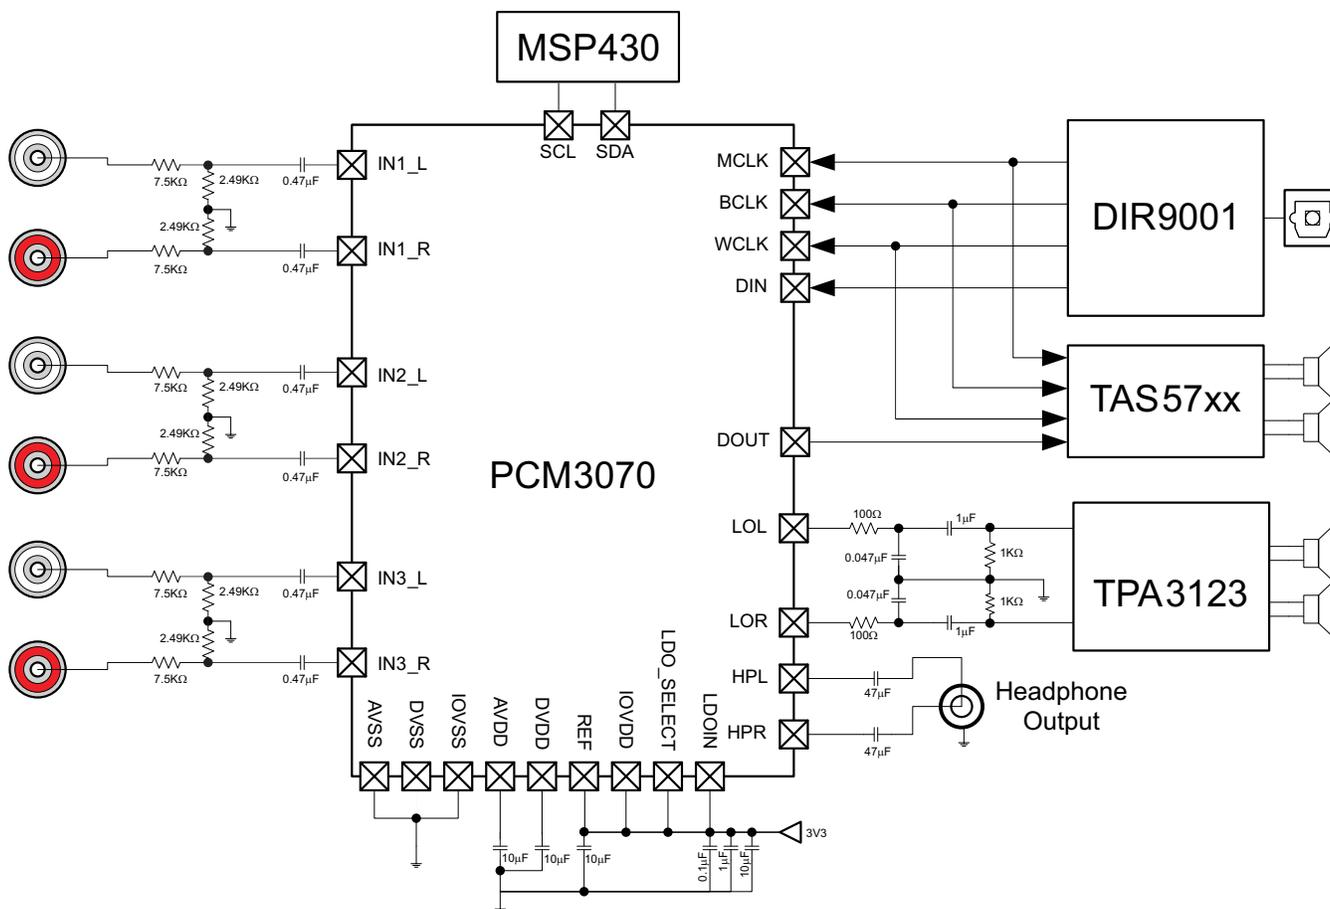 MSP430
SCL SDA
IN1_L
7.5KΩ
2.49KΩ
0.47µF
2.49KΩ
IN1_R
7.5KΩ
0.47µF
IN2_L
7.5KΩ
2.49KΩ
0.47µF
2.49KΩ
IN2_R
7.5KΩ
0.47µF
IN3_L
7.5KΩ
2.49KΩ
0.47µF
2.49KΩ
IN3_R
7.5KΩ
0.47µF
PCM3070
MCLK
BCLK
WCLK
DIN
DOUT
LOL
LOR
HPL
HPR
DIR9001
TAS57xx
TPA3123
100Ω
1µF
0.047µF
1KΩ
0.047µF
1KΩ
100Ω
1µF
47µF
47µF
Headphone
Output
AVSS
DVSS
IOVSS
AVDD
DVDD
REF
IOVDD
LDO_SELECT
LDOIN
3V3
10µF
10µF
10µF
0.1µF
1µF
10µF